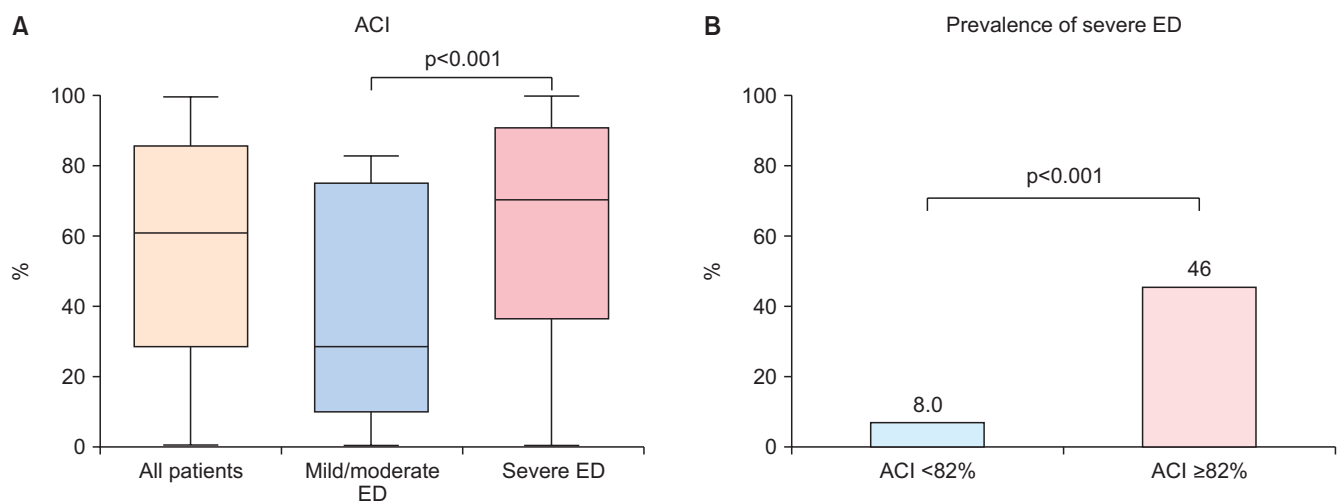 A
ACI
p<0.001
100
80
60
40
20
0
%
All patients
Mild/moderate
ED
Severe ED
B
Prevalence of severe ED
100
80
60
40
20
0
%
p<0.001
8.0
46
ACI <82%
ACI ≥82%